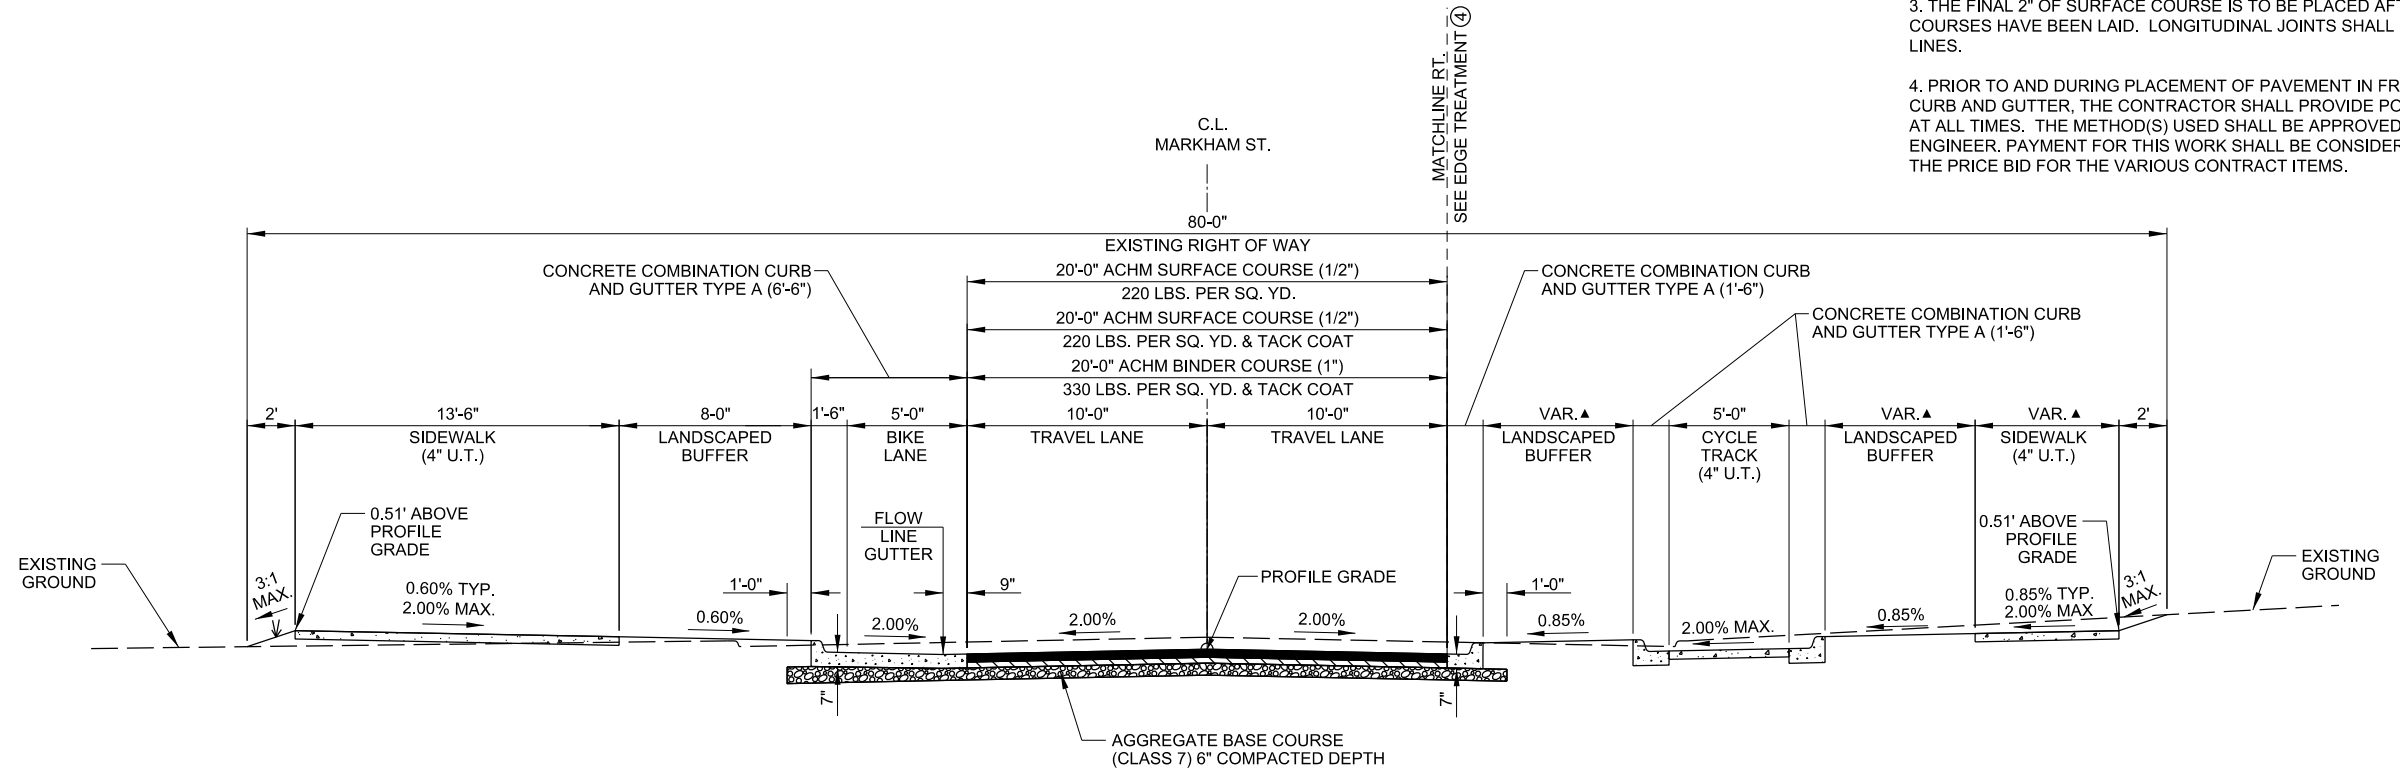 3. THE FINAL 2" OF SURFACE COURSE IS TO BE PLACED
COURSES HAVE BEEN LAID. LONGITUDINAL JOINTS SHALL
LINES.
4. PRIOR TO AND DURING PLACEMENT OF PAVEMENT IN
CURB AND GUTTER, THE CONTRACTOR SHALL PROVIDE
AT ALL TIMES. THE METHOD(S) USED SHALL BE APPROVED
ENGINEER. PAYMENT FOR THIS WORK SHALL BE
THE PRICE BID FOR THE VARIOUS CONTRACT ITEMS.
MATCHLINE RT.
SEE EDGE TREATMENT 4
C.L.
MARKHAM ST.
80-0"
EXISTING RIGHT OF WAY
20'-0" ACHM SURFACE COURSE (1/2")
220 LBS. PER SQ. YD.
20'-0" ACHM SURFACE COURSE (1/2")
220 LBS. PER SQ. YD. & TACK COAT
20'-0" ACHM BINDER COURSE (1")
330 LBS. PER SQ. YD. & TACK COAT
CONCRETE COMBINATION CURB
AND GUTTER TYPE A (6'-6")
CONCRETE COMBINATION CURB
AND GUTTER TYPE A (1'-6")
CONCRETE COMBINATION CURB
AND GUTTER TYPE A (1'-6")
2'
13'-6"
SIDEWALK
(4" U.T.)
8-0"
LANDSCAPED
BUFFER
1'-6"
5'-0"
BIKE
LANE
10'-0"
TRAVEL LANE
10'-0"
TRAVEL LANE
VAR.▲
LANDSCAPED
BUFFER
5'-0"
CYCLE
TRACK
(4" U.T.)
VAR.▲
LANDSCAPED
BUFFER
VAR. ▲
SIDEWALK
(4" U.T.)
2'
EXISTING
GROUND
3:1
MAX.
0.51' ABOVE
PROFILE
GRADE
0.60% TYP.
2.00% MAX.
0.60%
1'-0"
FLOW
LINE
GUTTER
2.00%
9"
2.00%
PROFILE GRADE
2.00%
1'-0"
0.85%
2.00% MAX.
0.85%
0.51' ABOVE
PROFILE
GRADE
0.85% TYP.
2.00% MAX
3:1
MAX.
EXISTING
GROUND
7"
7"
AGGREGATE BASE COURSE
(CLASS 7) 6" COMPACTED DEPTH